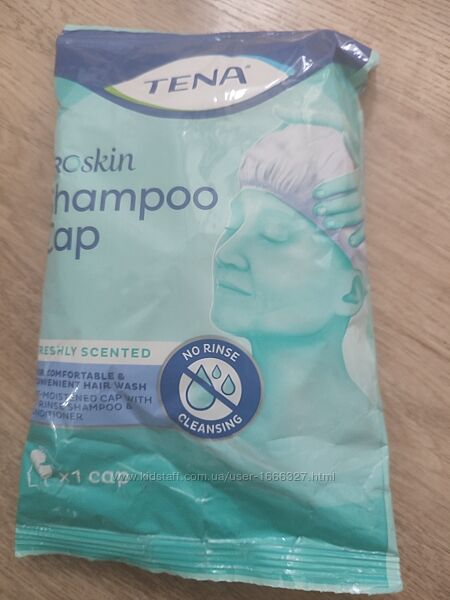 TENA
ROskin
hampoo
ap
RESHLY SCENTED
COMFORTABLE &
NVENIENT HAIR WASH
-MOISTENED CAP WITH
RINSE SHAMPOO &
NDITIONER
NO RINSE
CLEANSING
x1 cap
www.kidstaff.com.ua/user-1666327.html